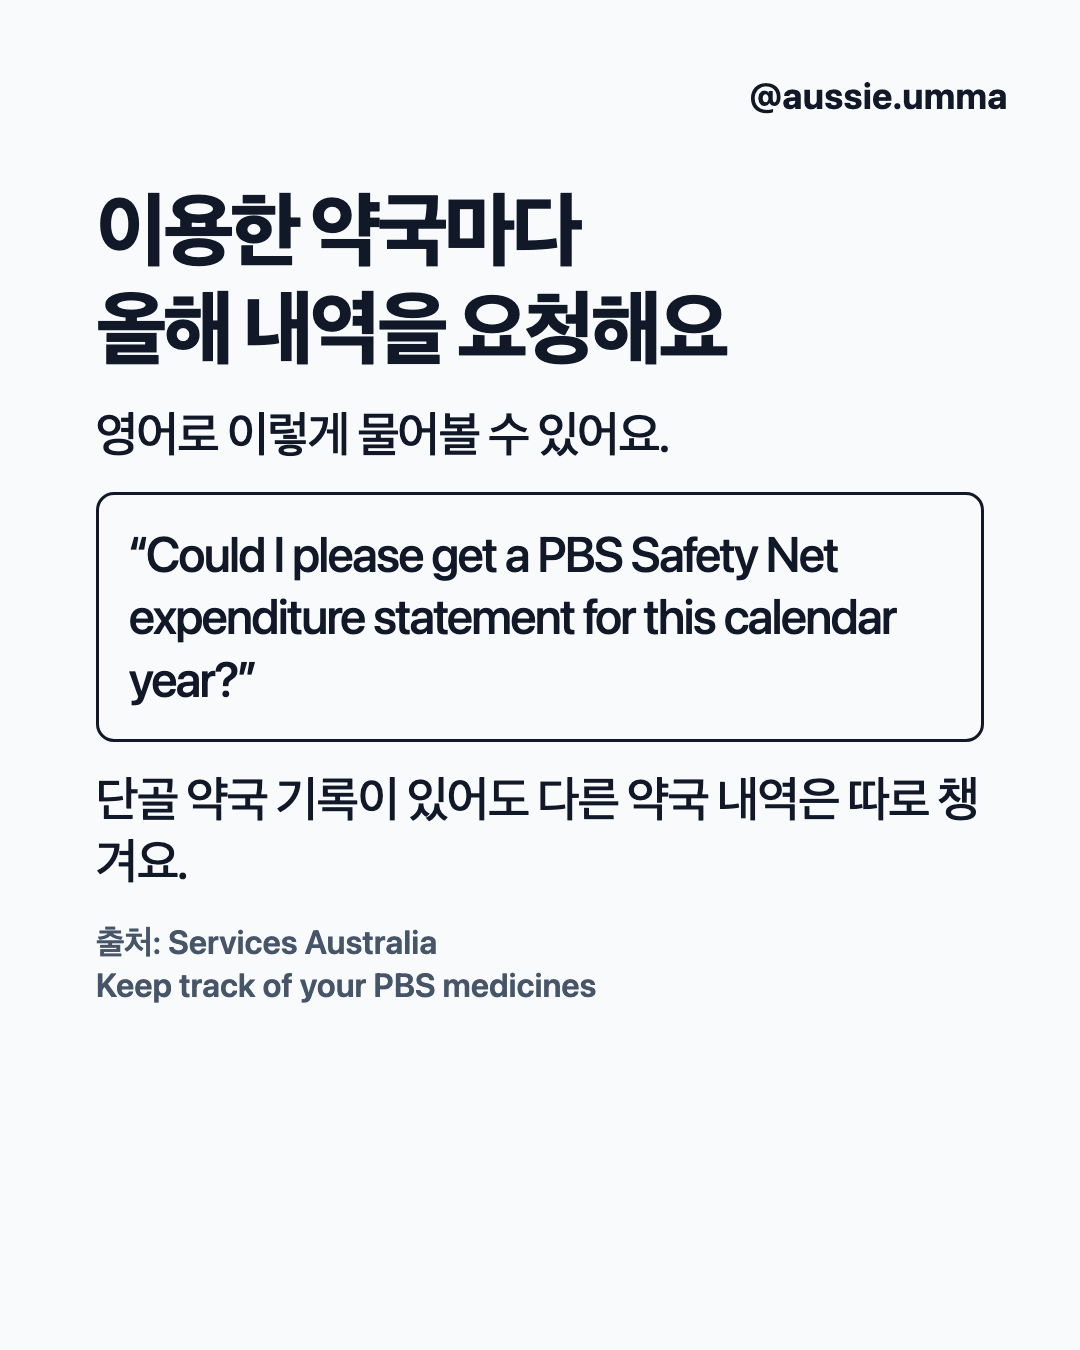 @aussie.umma
이용한 약국마다
올해 내역을 요청해요
영어로 이렇게 물어볼 수 있어요.
“Could I please get a PBS Safety Net
expenditure statement for this calendar
year?”
단골 약국 기록이 있어도 다른 약국 내역은 따로 챙
겨요.
출처: Services Australia
Keep track of your PBS medicines